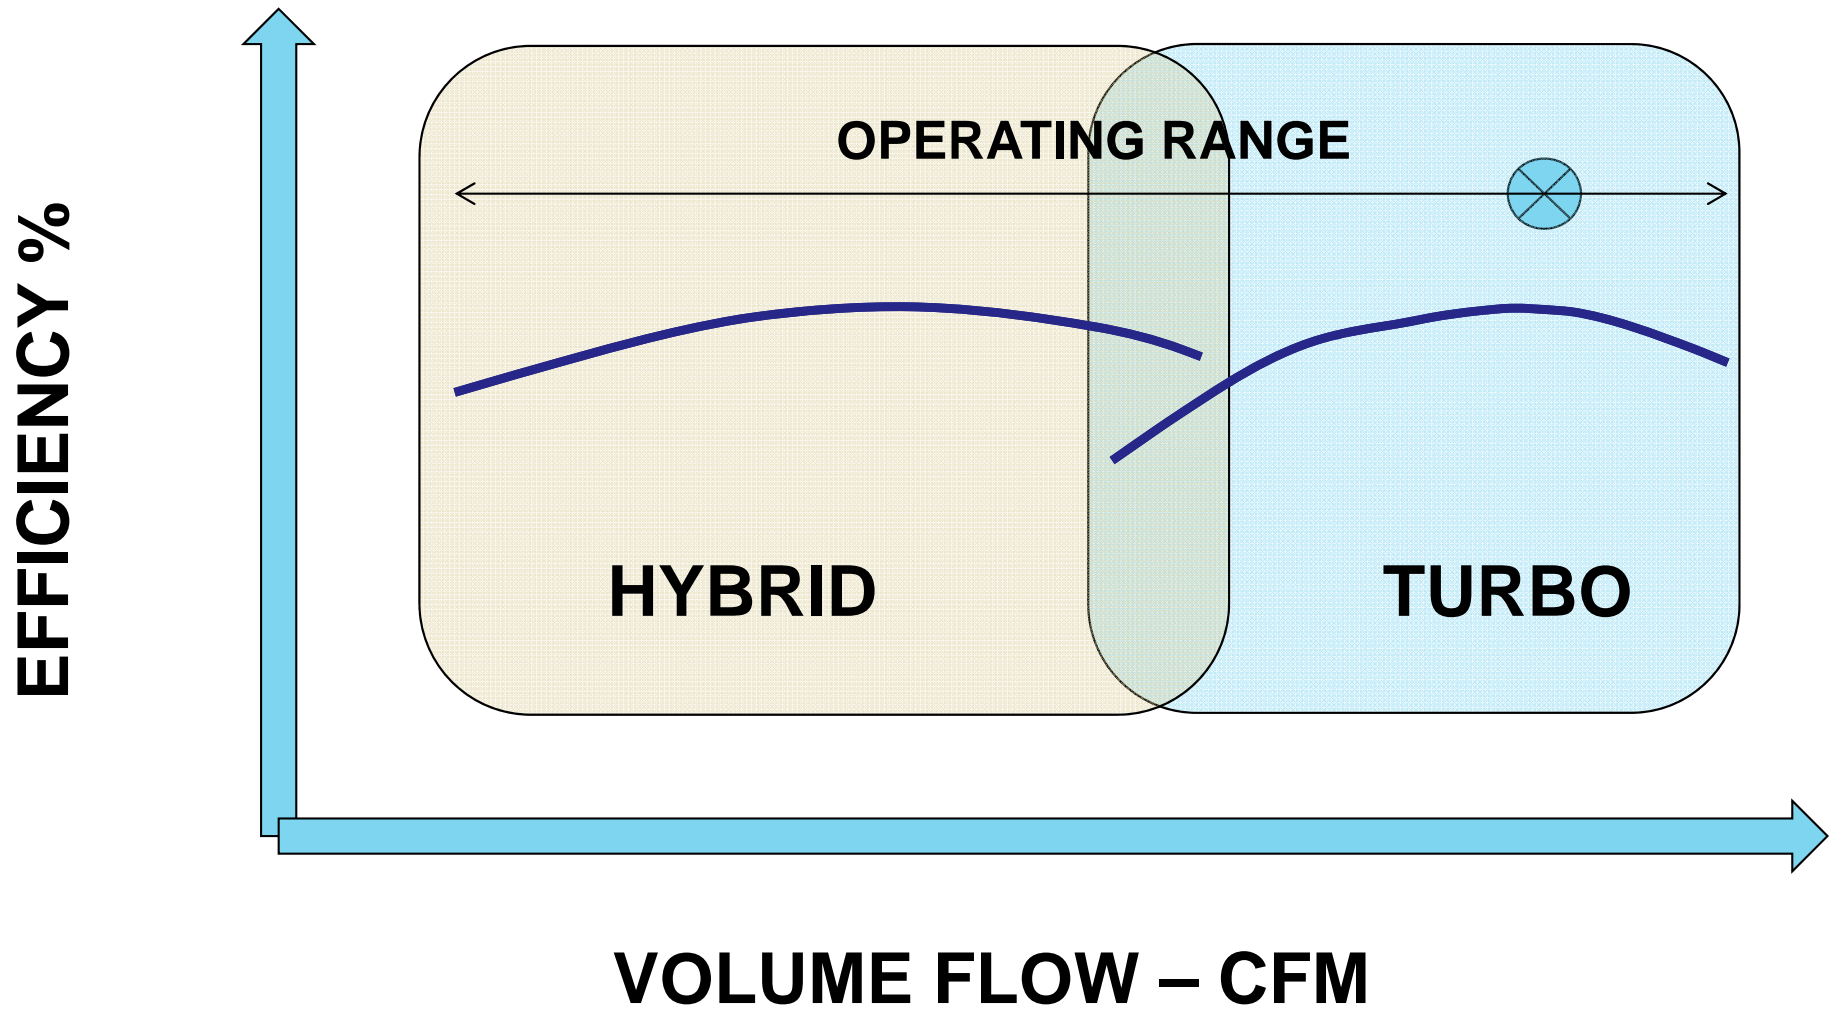 EFFICIENCY %
OPERATING RANGE
HYBRID
TURBO
VOLUME FLOW – CFM